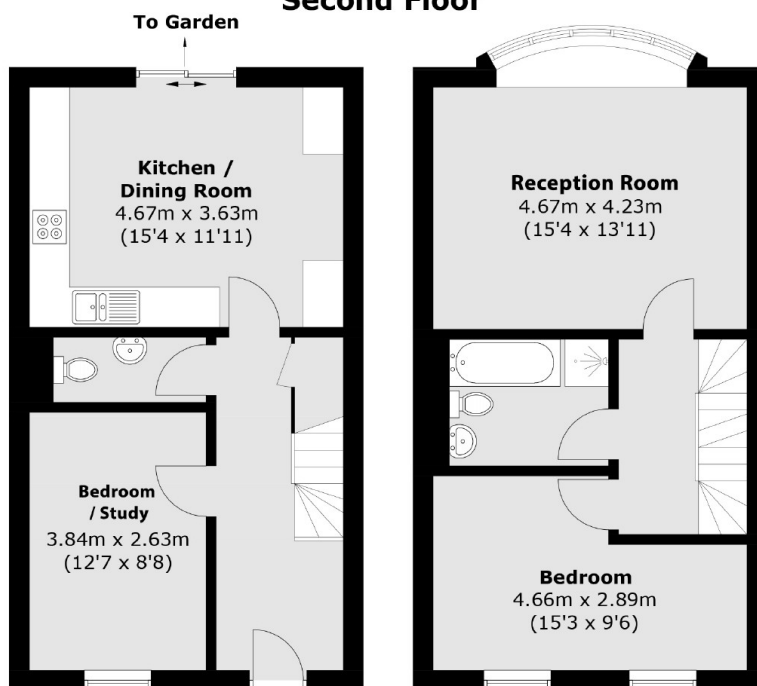 Second Floor
To Garden
Kitchen /
Dining Room
4.67m x 3.63m
(15'4 x 11'11)
Bedroom
/ Study
3.84m x 2.63m
(12'7 x 8'8)
Reception Room
4.67m x 4.23m
(15'4 x 13'11)
Bedroom
4.66m x 2.89m
(15'3 x 9'6)